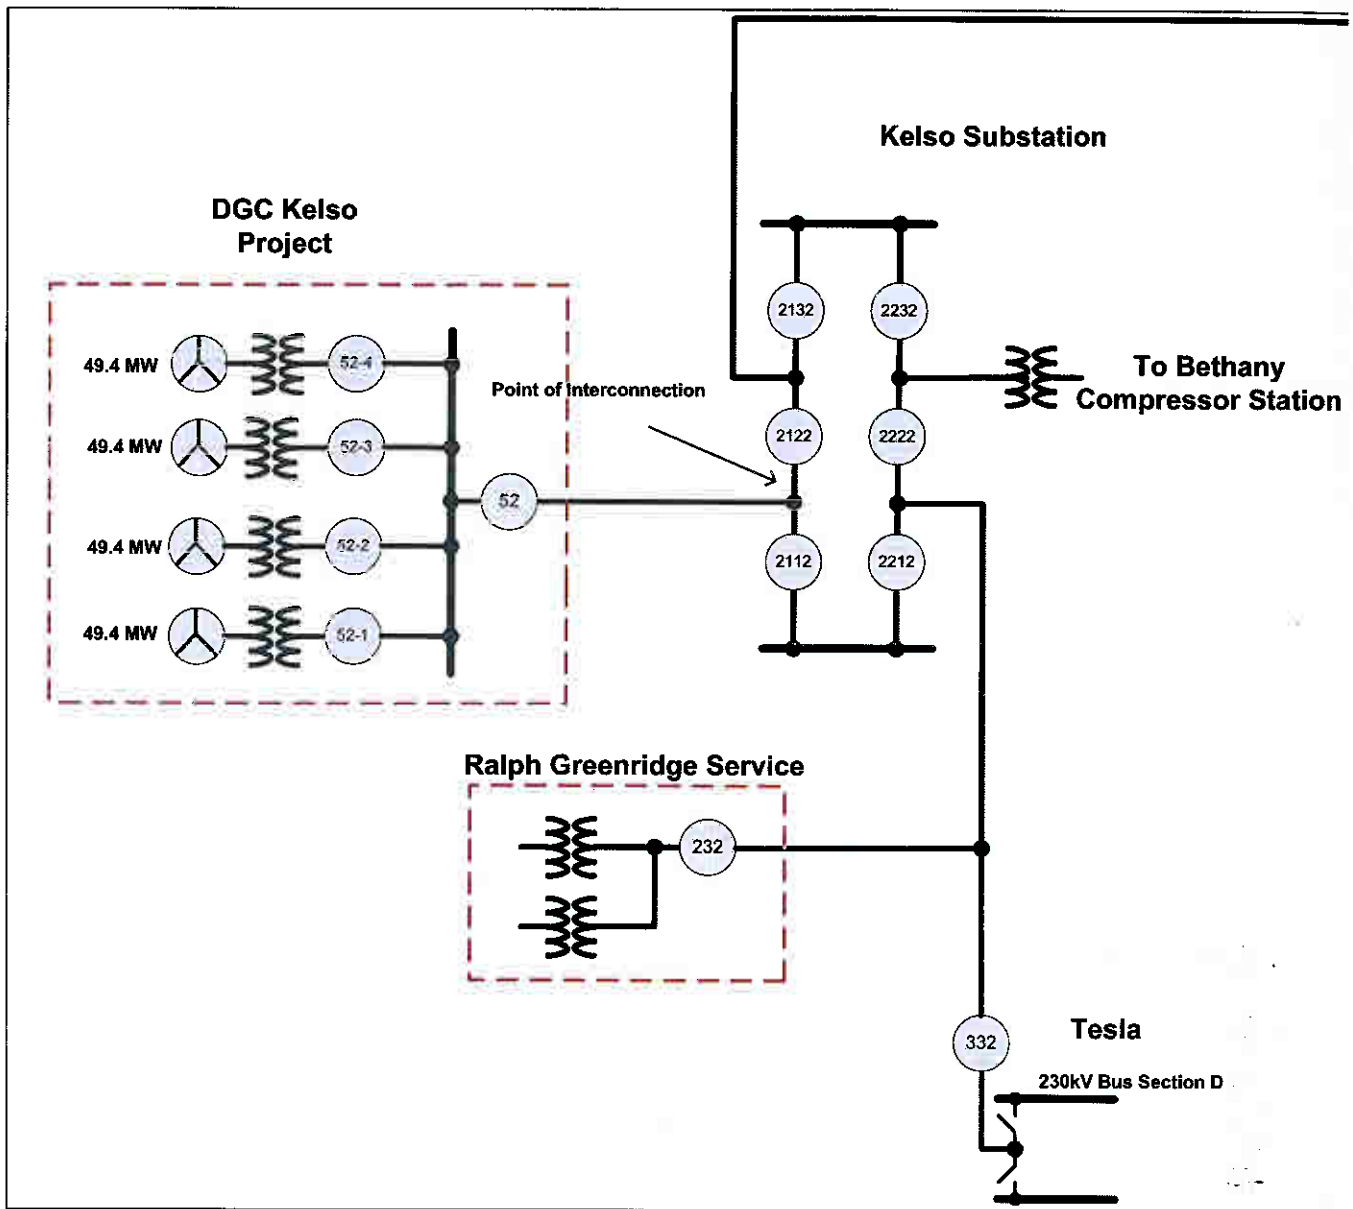 Kelso Substation
DGC Kelso
Project
2132
2232
49.4 MW
52-4
Point of Interconnection
To Bethany
Compressor Station
49.4 MW
52-3
2122
2222
52
49.4 MW
52-2
2112
2212
49.4 MW
52-1
Ralph Greenridge Service
232
332
Tesla
230kV Bus Section D